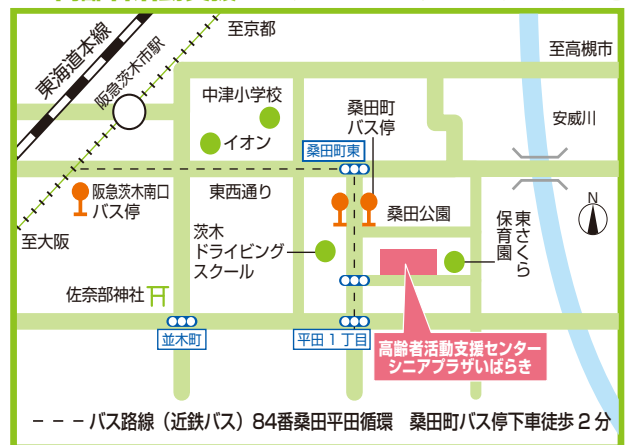 至京都
東海道本線
阪急茨木市駅
至高槻市
中津小学校
桑田町
バス停
安威川
イオン
桑田町東
阪急茨木南口
バス停
東西通り
桑田公園
東さくら
保育園
N
至大阪
茨木
ドライビング
スクール
佐奈部神社
並木町
平田1丁目
高齢者活動支援センター
シニアプラザいばらき
--- バス路線（近鉄バス）84番桑田平田循環 桑田町バス停下車徒歩2分